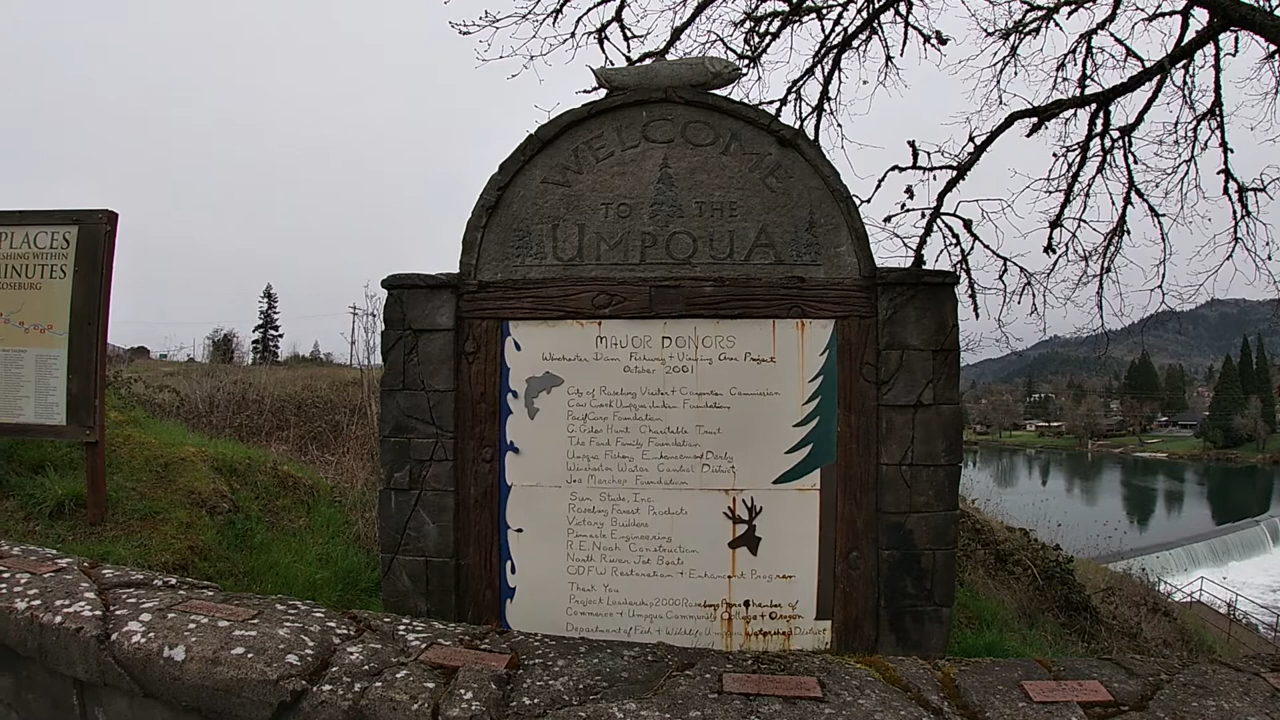 PLACES
SHING WITHIN
MINUTES
ROSEBURG
WELCOME
TO THE
UMPQUA
MAJOR DONORS
Winchester Dam Fishway + Viewing Area Project
October 2001
City of Roseburg Visitor + Convention Commission
Cow Creek Umpqua Indian Foundation
PacifiCorp Foundation
C. Giles Hunt Charitable Trust
The Ford Family Foundation
Umpqua Fishery Enhancement Derby
Winchester Water Control District
Joe Merchep Foundation
Sun Studs, Inc.
Roseburg Forest Products
Victory Builders
Pinnacle Engineering
R.E. Noah Construction
North River Jet Boats
ODFW Restoration + Enhancement Program
Thank You
Project Leadership 2000 Roseburg Area Chamber of
Commerce + Umpqua Community College + Oregon
Department of Fish + Wildlife Umpqua Watershed District